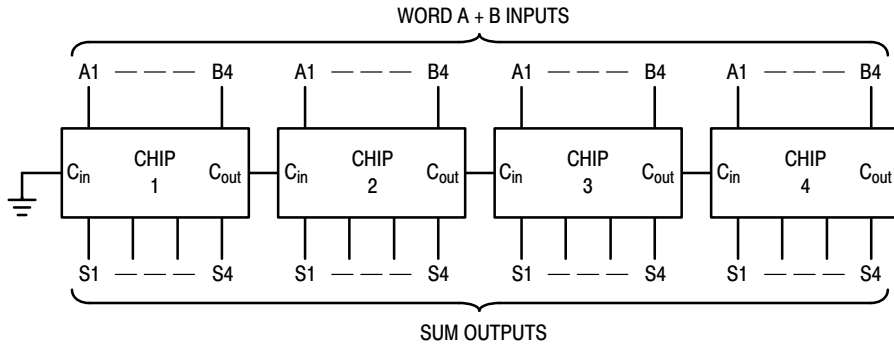 WORD A + B INPUTS
A1 — — — — B4 A1 — — — — B4 A1 — — — — B4 A1 — — — — B4
CHIP CHIP CHIP CHIP
Cin Cout Cin Cout Cin Cout Cin Cout
1 2 3 4
S1 — — — — S4 S1 — — — — S4 S1 — — — — S4 S1 — — — — S4
SUM OUTPUTS